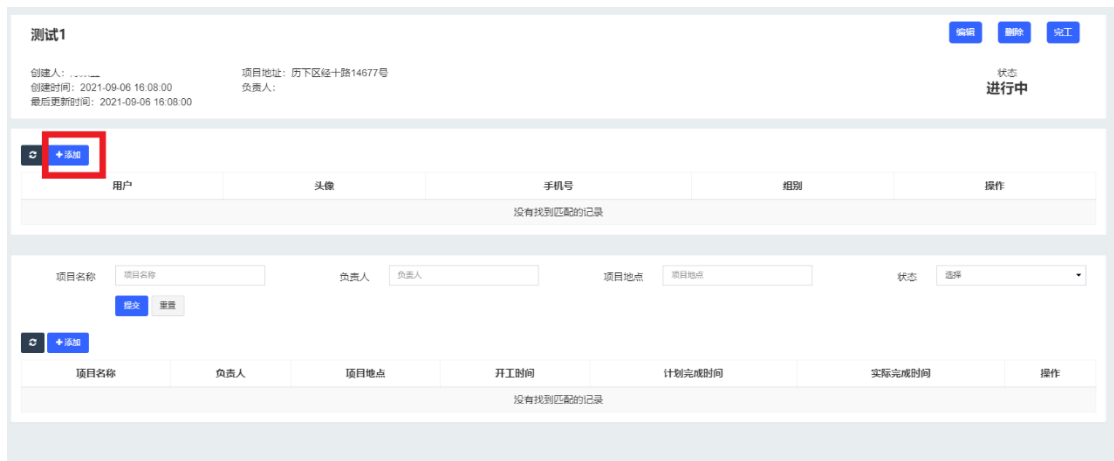 测试1
编辑 删除 完工
创建人: 项目地址: 历下区经十路14677号 状态
创建时间: 2021-09-06 16:08:00 负责人: 进行中
最后更新时间: 2021-09-06 16:08:00
+添加
用户 头像 手机号 组别 操作
没有找到匹配的记录
项目名称 项目名称 负责人 负责人 项目地点 项目地点 状态 选择
提交 重置
+添加
项目名称 负责人 项目地点 开工时间 计划完成时间 实际完成时间 操作
没有找到匹配的记录